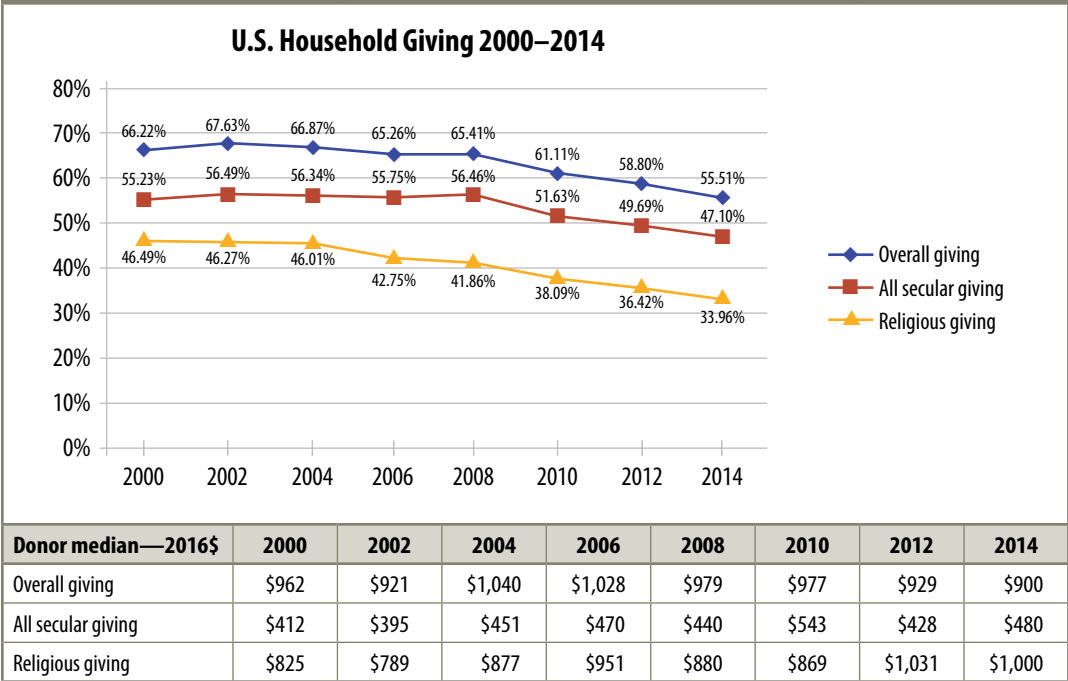 U.S. Household Giving 2000–2014
80%
70%
60%
50%
40%
30%
20%
10%
0%
66.22% 67.63% 66.87% 65.26% 65.41% 61.11% 58.80% 55.51%
55.23% 56.49% 56.34% 55.75% 56.46% 51.63% 49.69% 47.10%
46.49% 46.27% 46.01% 42.75% 41.86% 38.09% 36.42% 33.96%
2000 2002 2004 2006 2008 2010 2012 2014
Overall giving
All secular giving
Religious giving
Donor median—2016$ 2000 2002 2004 2006 2008 2010 2012 2014
Overall giving $962 $921 $1,040 $1,028 $979 $977 $929 $900
All secular giving $412 $395 $451 $470 $440 $543 $428 $480
Religious giving $825 $789 $877 $951 $880 $869 $1,031 $1,000